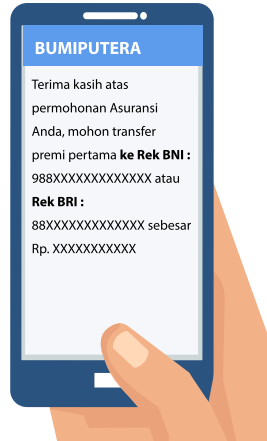 BUMIPUTERA
Terima kasih atas
permohonan Asuransi
Anda, mohon transfer
premi pertama ke Rek BNI :
988XXXXXXXXXXXXX atau
Rek BRI :
88XXXXXXXXXXXXX sebesar
Rp. XXXXXXXXXXX